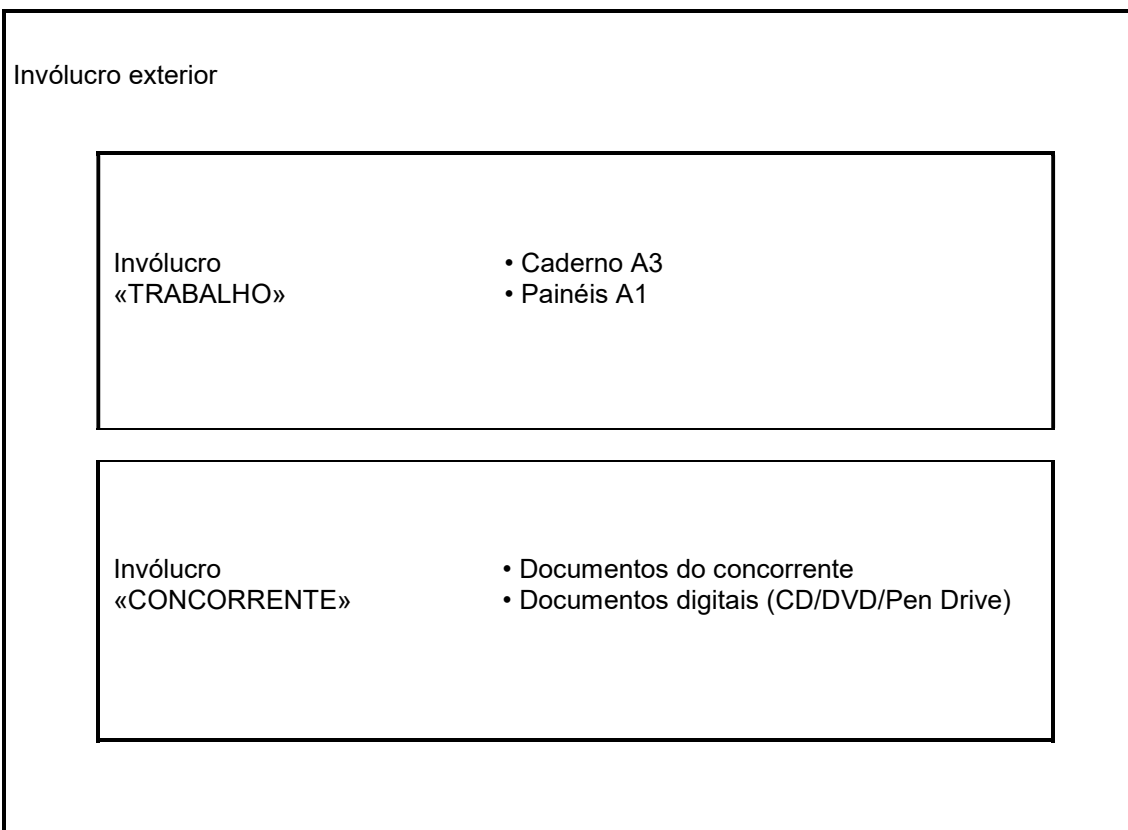 Invólucro exterior
Invólucro
«TRABALHO»
• Caderno A3
• Painéis A1
Invólucro
«CONCORRENTE»
• Documentos do concorrente
• Documentos digitais (CD/DVD/Pen Drive)